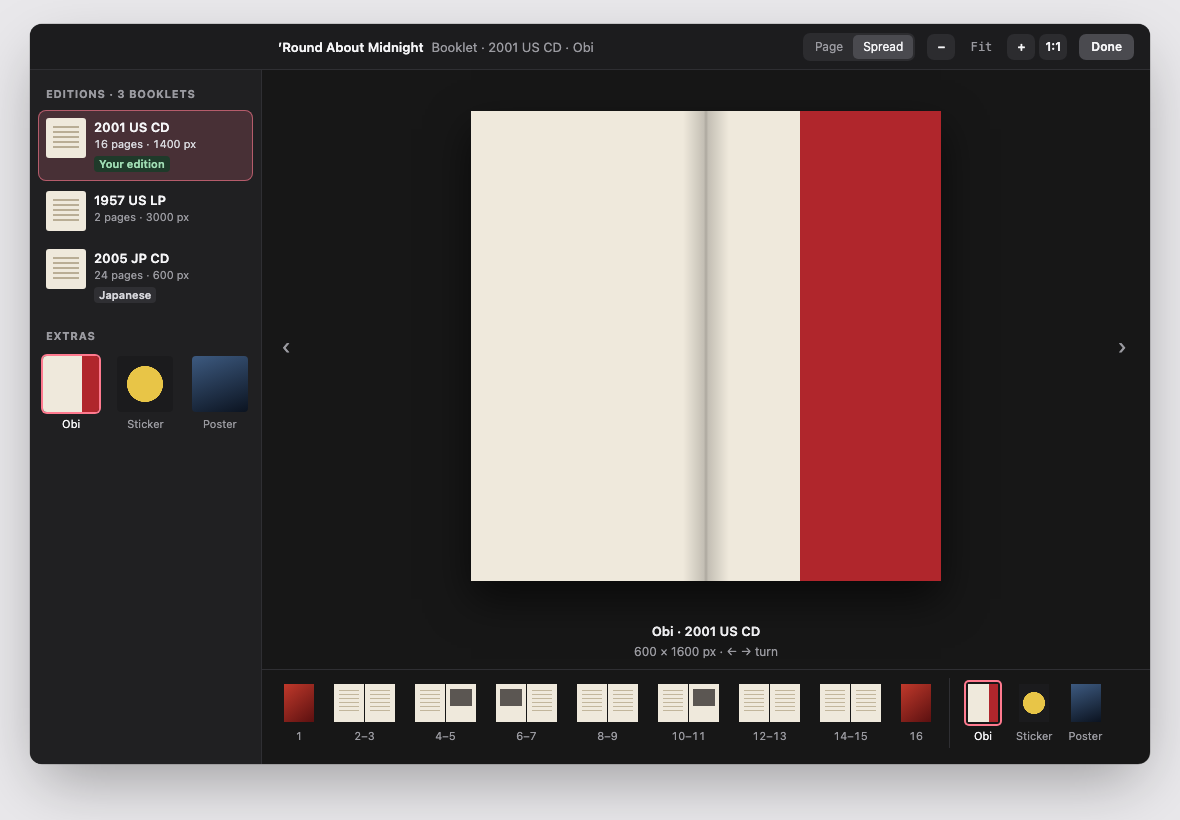 ’Round About Midnight Booklet · 2001 US CD · Obi
Page Spread − Fit + 1:1 Done
EDITIONS · 3 BOOKLETS
2001 US CD
16 pages · 1400 px
Your edition
1957 US LP
2 pages · 3000 px
2005 JP CD
24 pages · 600 px
Japanese
EXTRAS
Obi Sticker Poster
‹ ›
Obi · 2001 US CD
600 × 1600 px · ← → turn
1 2–3 4–5 6–7 8–9 10–11 12–13 14–15 16 Obi Sticker Poster